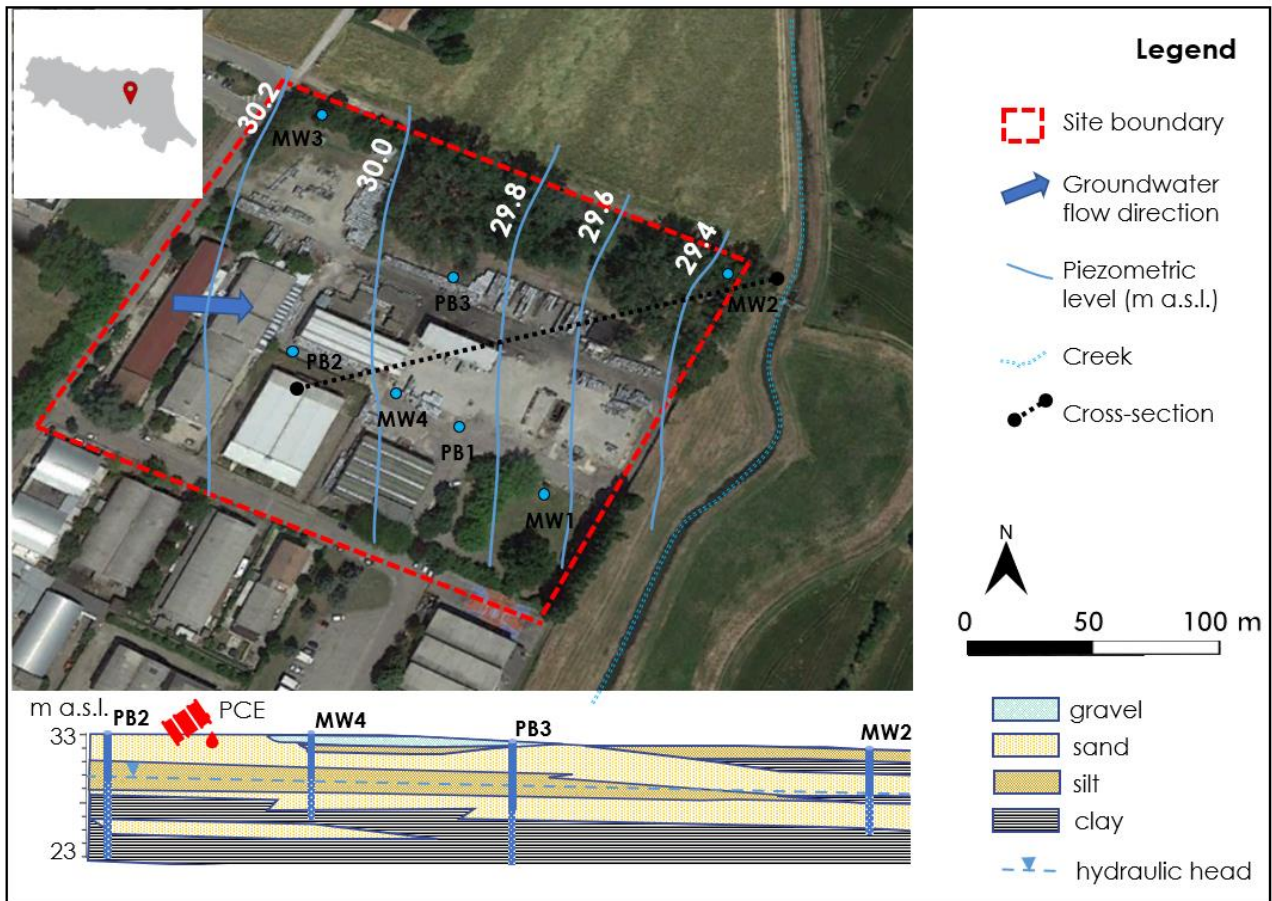 30.2
30.0
29.8
29.6
29.4
MW3
PB3
MW2
PB2
MW4
PB1
MW1
Legend
Site boundary
Groundwater
flow direction
Piezometric
level (m a.s.l.)
Creek
Cross-section
N
0 50 100 m
m a.s.l.
PB2
PCE
MW4
PB3
MW2
33
23
gravel
sand
silt
clay
hydraulic head